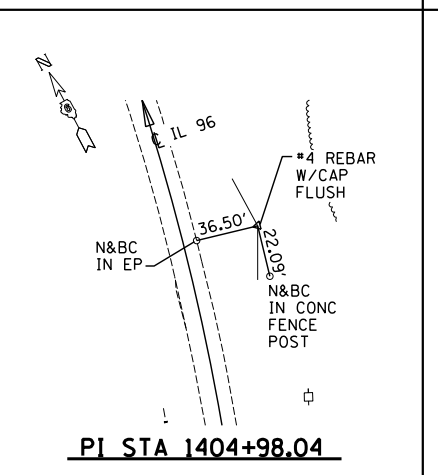 N
℄ IL 96
#4 REBAR
W/CAP
FLUSH
36.50'
22.09'
N&BC
IN EP
N&BC
IN CONC
FENCE
POST
PI STA 1404+98.04